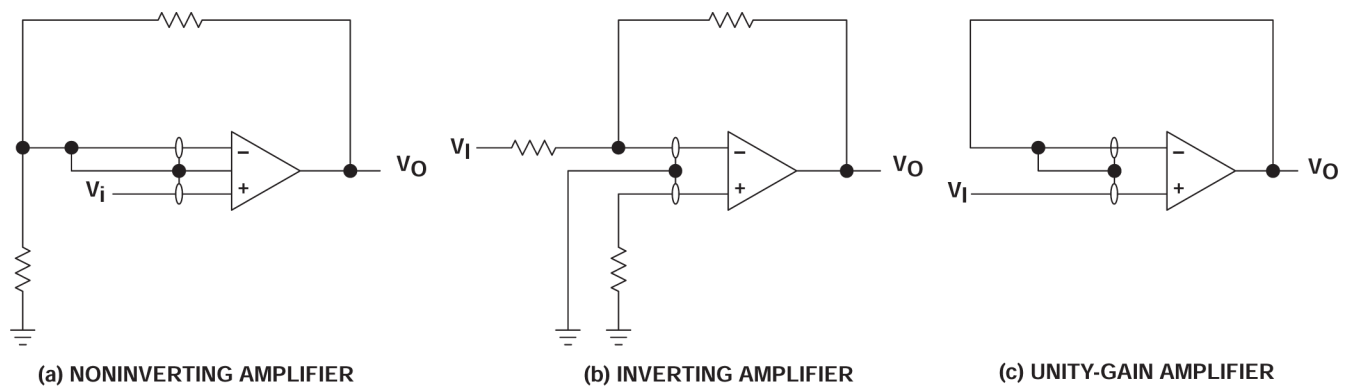 −
+
Vi
VO
(a) NONINVERTING AMPLIFIER
VI
−
+
VO
(b) INVERTING AMPLIFIER
−
+
VI
VO
(c) UNITY-GAIN AMPLIFIER